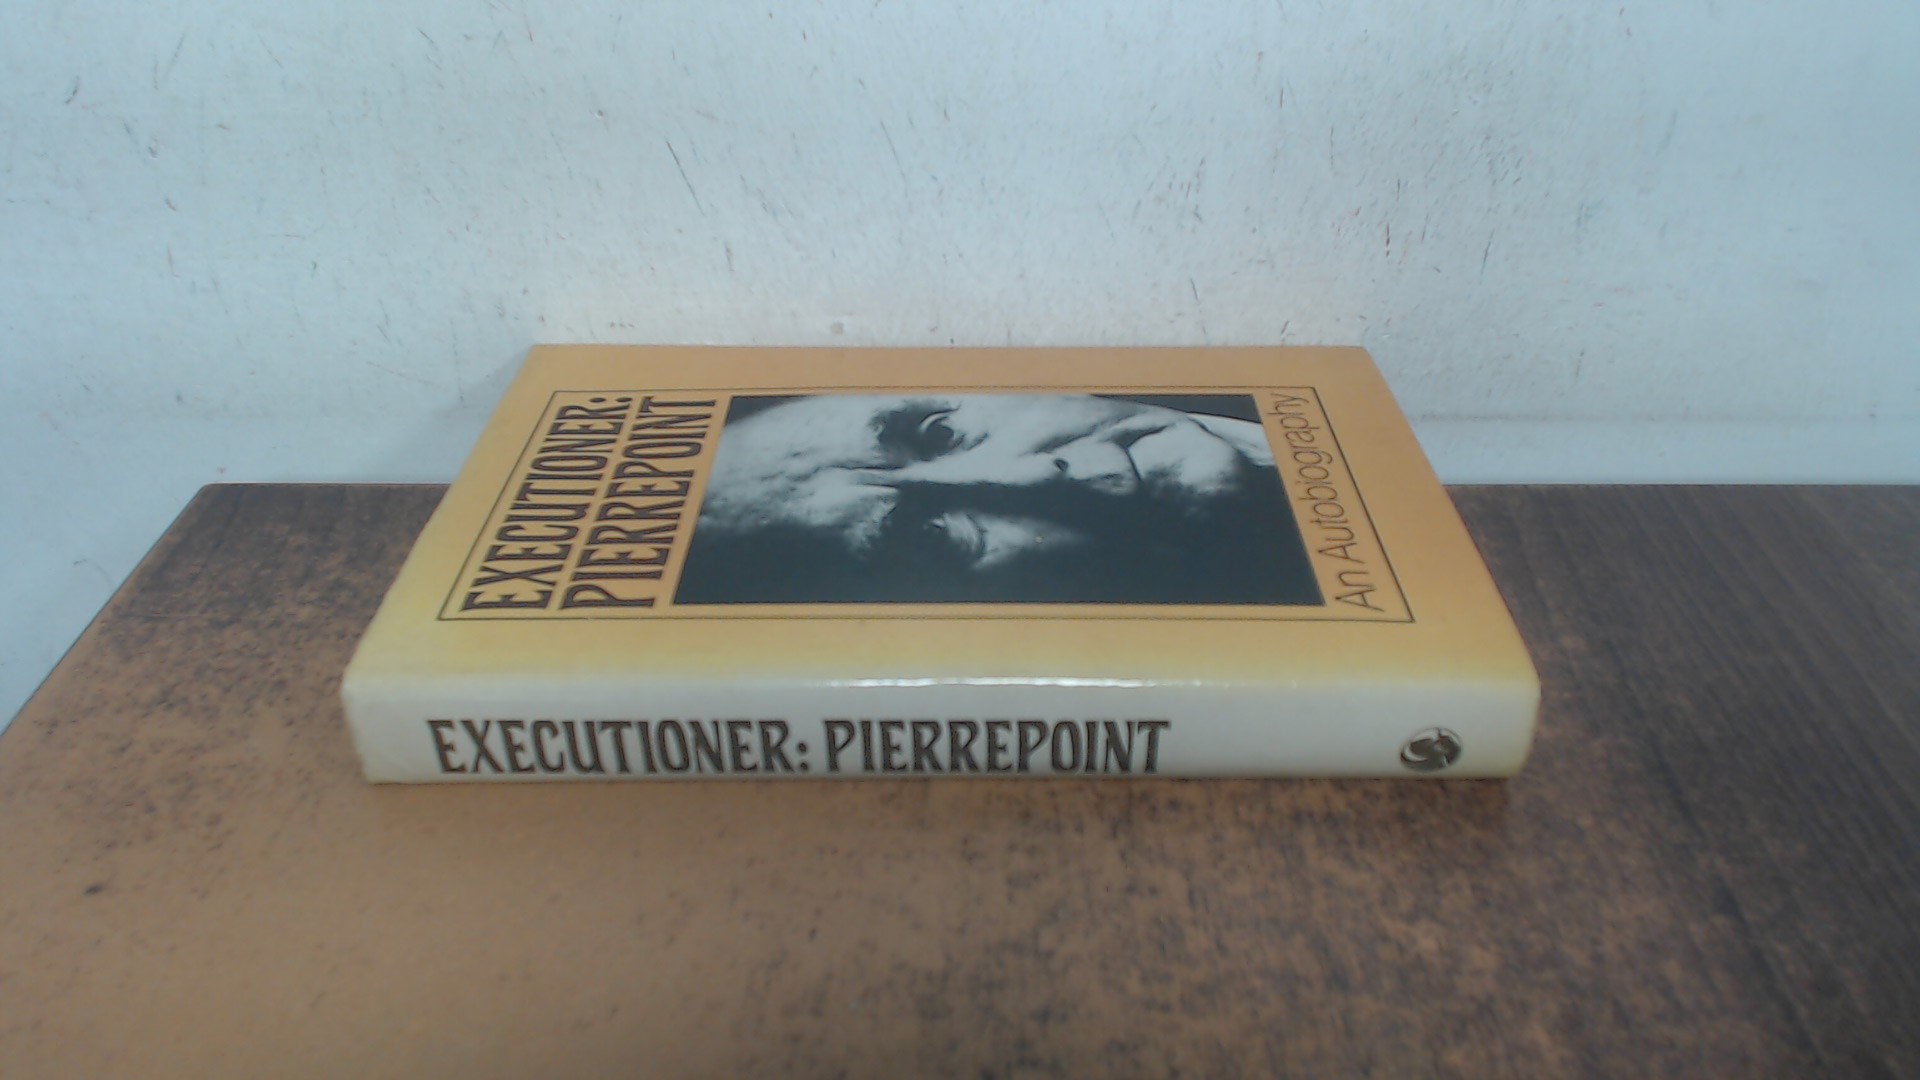 EXECUTIONER:
PIERREPOINT
An Autobiography
EXECUTIONER: PIERREPOINT